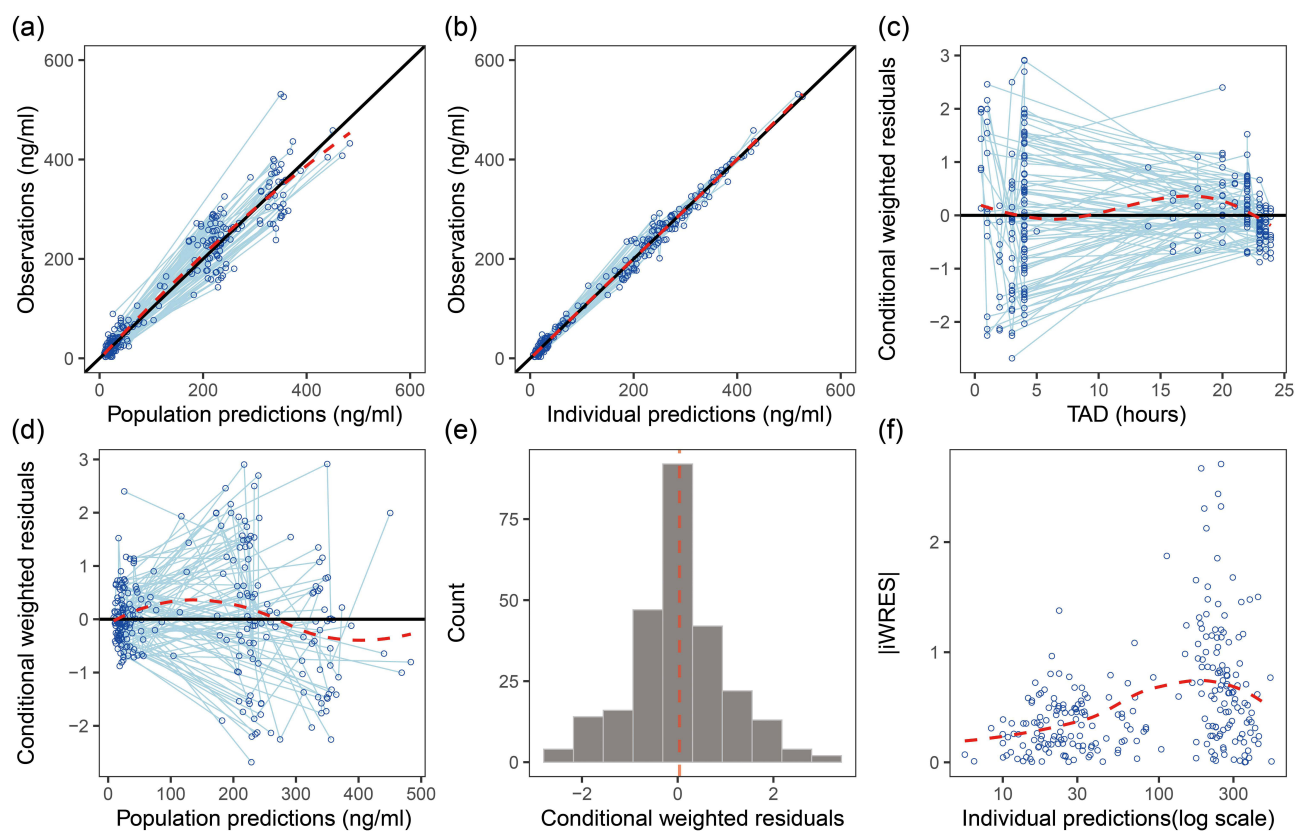 (a)
Observations (ng/ml)
600
400
200
0
0 200 400 600
Population predictions (ng/ml)
(b)
Observations (ng/ml)
600
400
200
0
0 200 400 600
Individual predictions (ng/ml)
(c)
Conditional weighted residuals
3
2
1
0
−1
−2
0 5 10 15 20 25
TAD (hours)
(d)
Conditional weighted residuals
3
2
1
0
−1
−2
0 100 200 300 400 500
Population predictions (ng/ml)
(e)
Count
75
50
25
0
−2 0 2
Conditional weighted residuals
(f)
|iWRES|
2
1
0
10 30 100 300
Individual predictions(log scale)